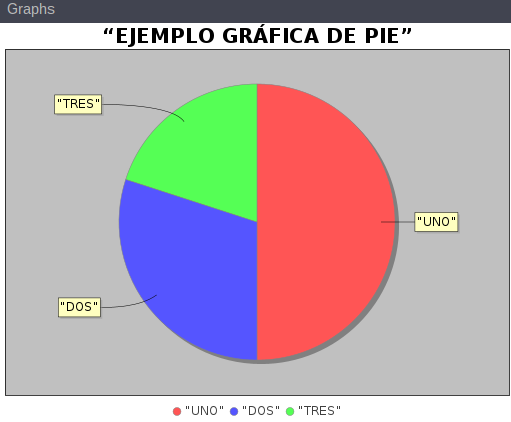 Graphs
“EJEMPLO GRÁFICA DE PIE”
"TRES"
"UNO"
"DOS"
"UNO" "DOS" "TRES"